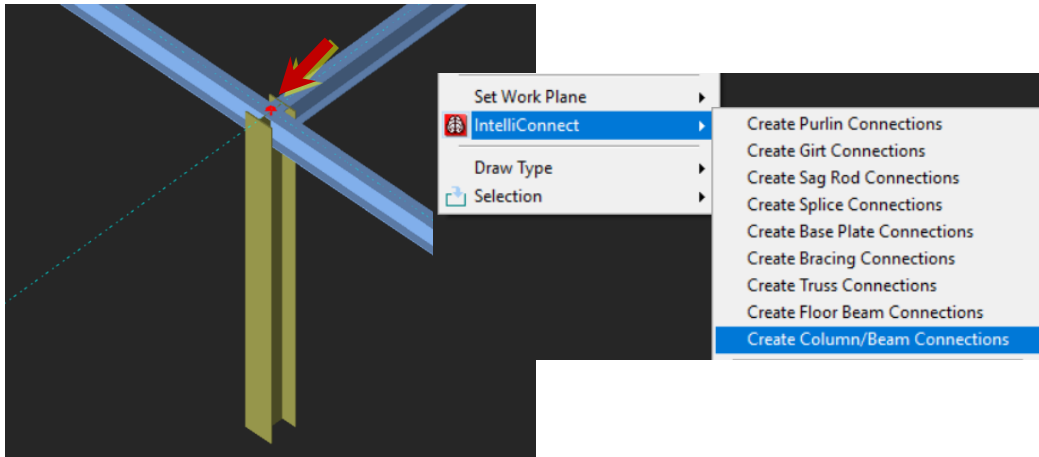 Set Work Plane
IntelliConnect
Draw Type
Selection
Create Purlin Connections
Create Girt Connections
Create Sag Rod Connections
Create Splice Connections
Create Base Plate Connections
Create Bracing Connections
Create Truss Connections
Create Floor Beam Connections
Create Column/Beam Connections